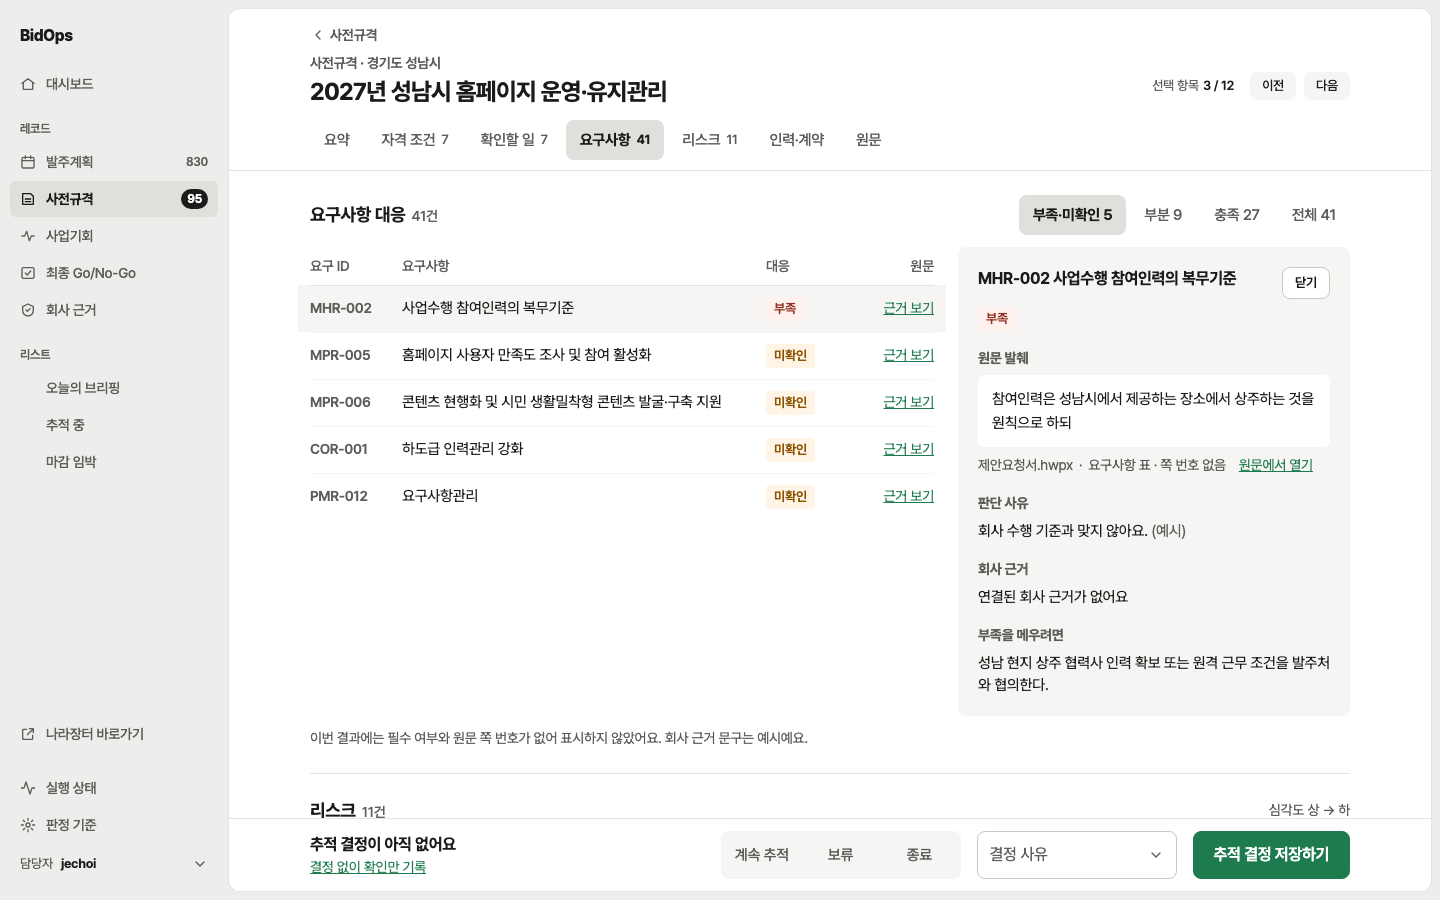 BidOps
대시보드
레코드
발주계획 830
사전규격 95
사업기회
최종 Go/No-Go
회사 근거
리스트
오늘의 브리핑
추적 중
마감 임박
나라장터 바로가기
실행 상태
판정 기준
담당자 jechoi
사전규격
사전규격 · 경기도 성남시
2027년 성남시 홈페이지 운영·유지관리
선택 항목 3 / 12 이전 다음
요약 자격 조건 7 확인할 일 7 요구사항 41 리스크 11 인력·계약 원문
요구사항 대응 41건
부족·미확인 5 부분 9 충족 27 전체 41
요구 ID 요구사항 대응 원문
MHR-002 사업수행 참여인력의 복무기준 부족 근거 보기
MPR-005 홈페이지 사용자 만족도 조사 및 참여 활성화 미확인 근거 보기
MPR-006 콘텐츠 현행화 및 시민 생활밀착형 콘텐츠 발굴·구축 지원 미확인 근거 보기
COR-001 하도급 인력관리 강화 미확인 근거 보기
PMR-012 요구사항관리 미확인 근거 보기
MHR-002 사업수행 참여인력의 복무기준 닫기
부족
원문 발췌
참여인력은 성남시에서 제공하는 장소에서 상주하는 것을
원칙으로 하되
제안요청서.hwpx · 요구사항 표 · 쪽 번호 없음 원문에서 열기
판단 사유
회사 수행 기준과 맞지 않아요. (예시)
회사 근거
연결된 회사 근거가 없어요
부족을 메우려면
성남 현지 상주 협력사 인력 확보 또는 원격 근무 조건을 발주처
와 협의한다.
이번 결과에는 필수 여부와 원문 쪽 번호가 없어 표시하지 않았어요. 회사 근거 문구는 예시예요.
리스크 11건 심각도 상 → 하
추적 결정이 아직 없어요
결정 없이 확인만 기록
계속 추적 보류 종료 결정 사유 추적 결정 저장하기